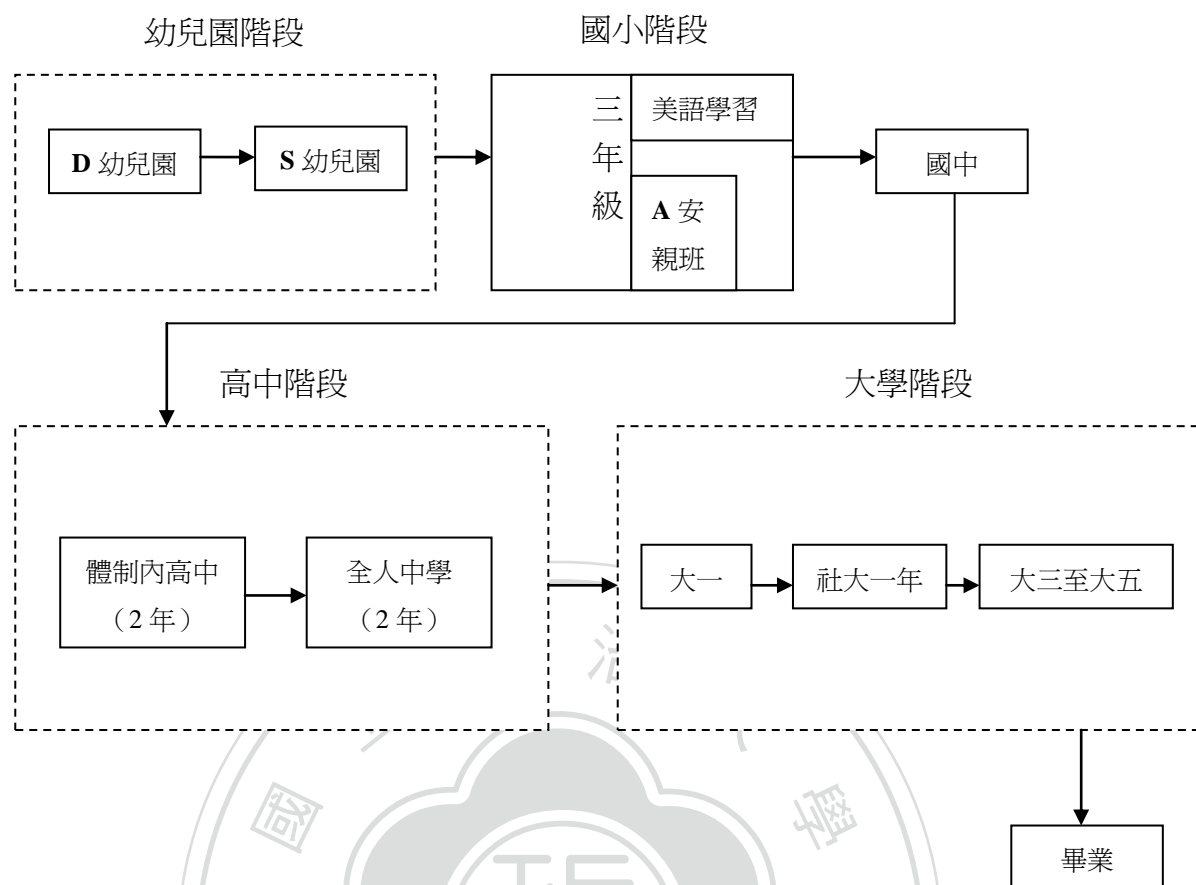 幼兒園階段
國小階段
D 幼兒園
S 幼兒園
三年級
美語學習
A 安
親班
國中
高中階段
大學階段
體制內高中
（2 年）
全人中學
（2 年）
大一
社大一年
大三至大五
畢業
國
學